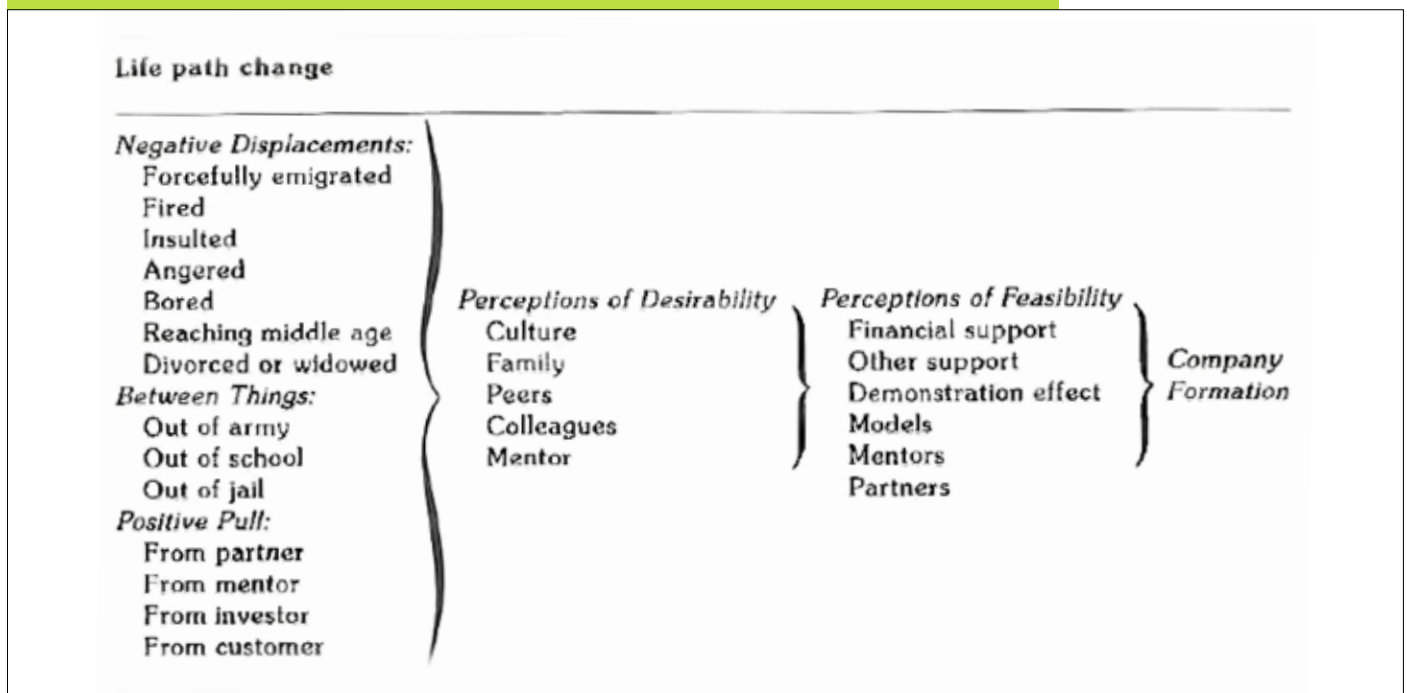 Life path change
Negative Displacements:
Forcefully emigrated
Fired
Insulted
Angered
Bored
Reaching middle age
Divorced or widowed
Between Things:
Out of army
Out of school
Out of jail
Positive Pull:
From partner
From mentor
From investor
From customer
Perceptions of Desirability
Culture
Family
Peers
Colleagues
Mentor
Perceptions of Feasibility
Financial support
Other support
Demonstration effect
Models
Mentors
Partners
Company
Formation